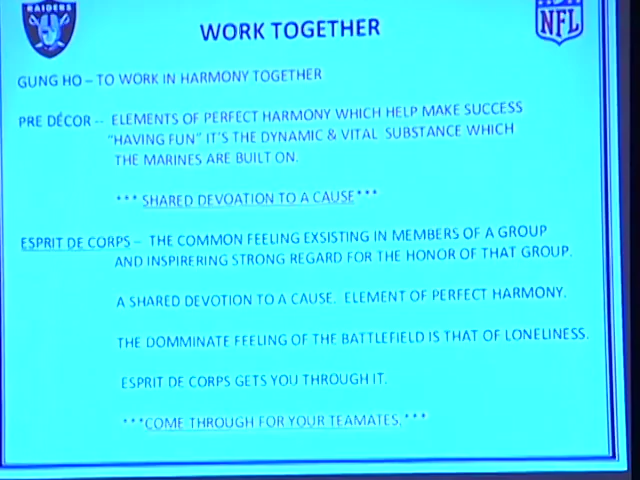 RAIDERS
NFL
WORK TOGETHER
GUNG HO – TO WORK IN HARMONY TOGETHER
PRE DÉCOR -- ELEMENTS OF PERFECT HARMONY WHICH HELP MAKE SUCCESS
"HAVING FUN" IT'S THE DYNAMIC & VITAL SUBSTANCE WHICH
THE MARINES ARE BUILT ON.
*** SHARED DEVOATION TO A CAUSE***
ESPRIT DE CORPS – THE COMMON FEELING EXSISTING IN MEMBERS OF A GROUP
AND INSPIRERING STRONG REGARD FOR THE HONOR OF THAT GROUP.
A SHARED DEVOTION TO A CAUSE. ELEMENT OF PERFECT HARMONY.
THE DOMMINATE FEELING OF THE BATTLEFIELD IS THAT OF LONELINESS.
ESPRIT DE CORPS GETS YOU THROUGH IT.
***COME THROUGH FOR YOUR TEAMATES.***